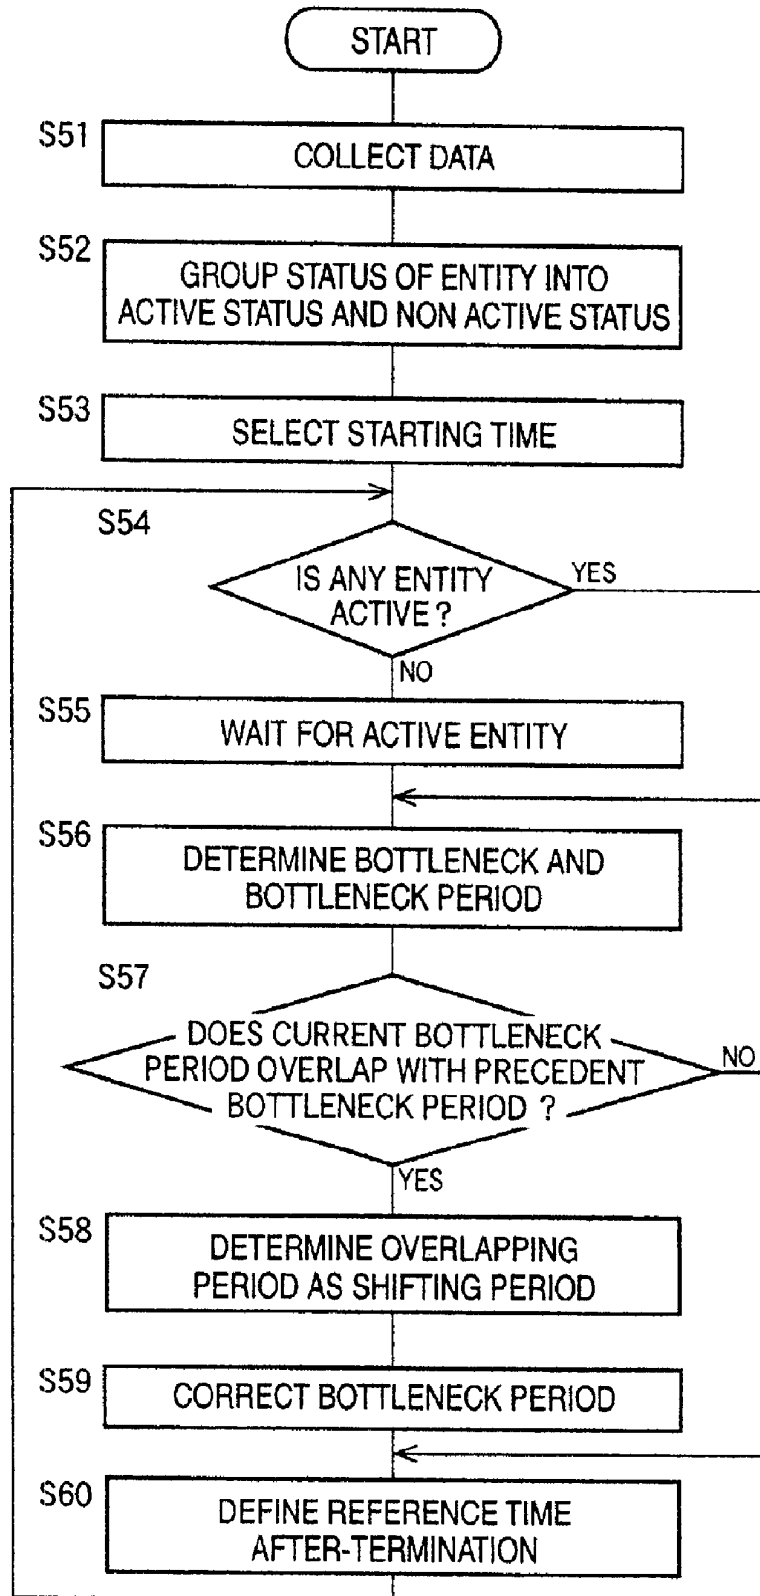 START
S51
COLLECT DATA
S52
GROUP STATUS OF ENTITY INTO
ACTIVE STATUS AND NON ACTIVE STATUS
S53
SELECT STARTING TIME
S54
IS ANY ENTITY
ACTIVE ?
YES
NO
S55
WAIT FOR ACTIVE ENTITY
S56
DETERMINE BOTTLENECK AND
BOTTLENECK PERIOD
S57
DOES CURRENT BOTTLENECK
PERIOD OVERLAP WITH PRECEDENT
BOTTLENECK PERIOD ?
NO
YES
S58
DETERMINE OVERLAPPING
PERIOD AS SHIFTING PERIOD
S59
CORRECT BOTTLENECK PERIOD
S60
DEFINE REFERENCE TIME
AFTER-TERMINATION